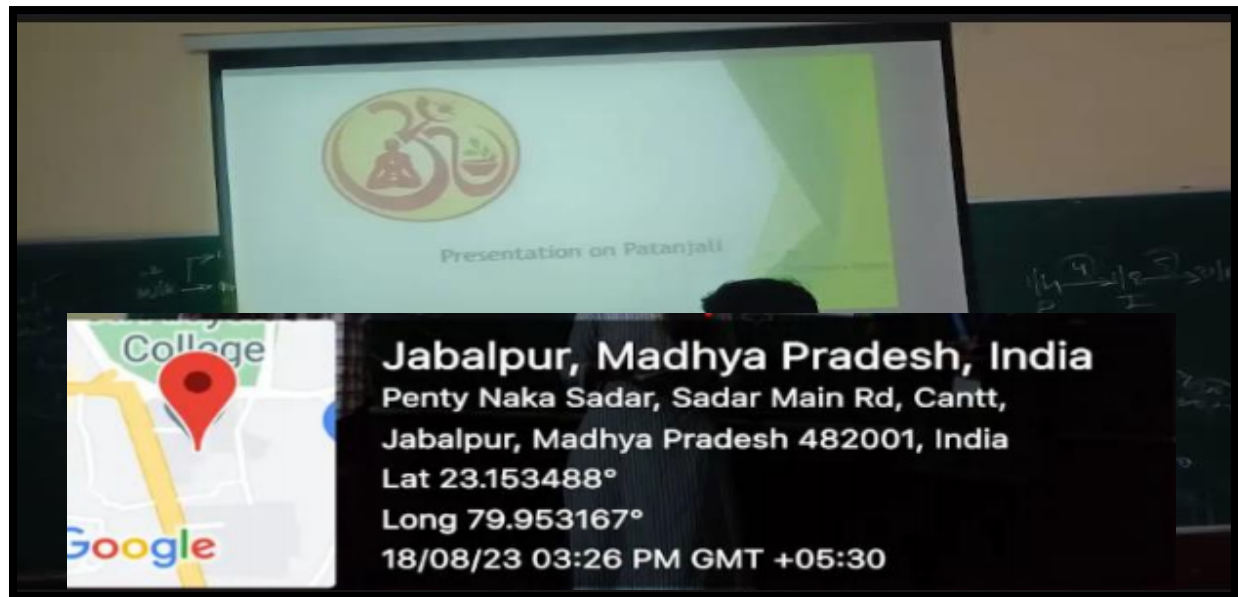 Presentation on Patanjali
College
Google
Jabalpur, Madhya Pradesh, India
Penty Naka Sadar, Sadar Main Rd, Cantt,
Jabalpur, Madhya Pradesh 482001, India
Lat 23.153488°
Long 79.953167°
18/08/23 03:26 PM GMT +05:30